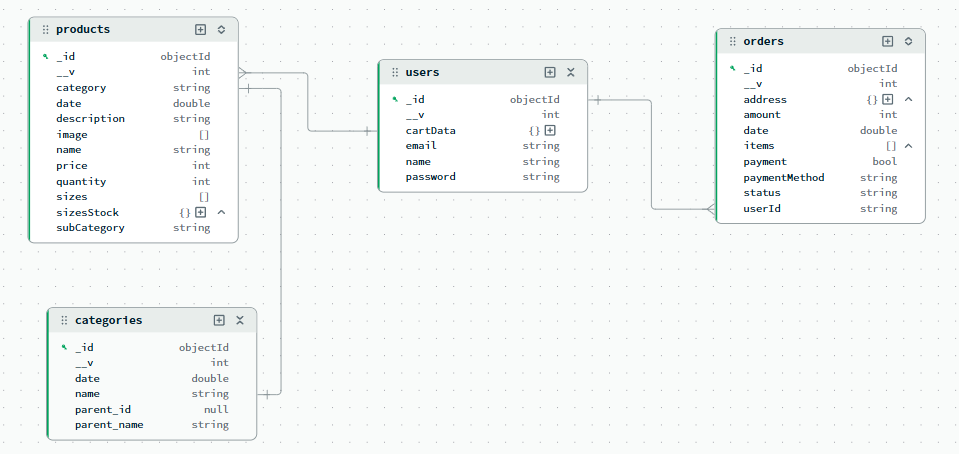 products
_id objectId
__v int
category string
date double
description string
image []
name string
price int
quantity int
sizes []
sizesStock {}
subCategory string
users
_id objectId
__v int
cartData {}
email string
name string
password string
orders
_id objectId
__v int
address {}
amount int
date double
items []
payment bool
paymentMethod string
status string
userId string
categories
_id objectId
__v int
date double
name string
parent_id null
parent_name string